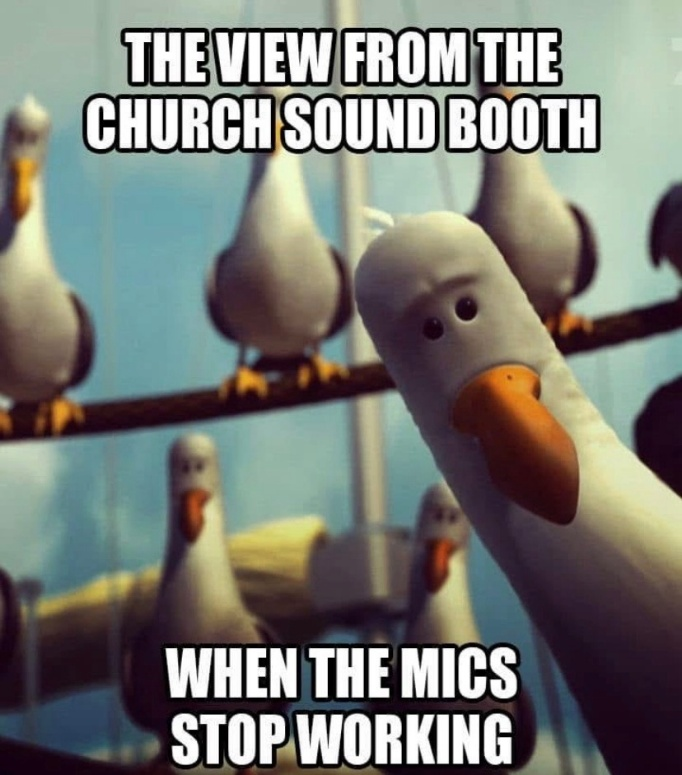 THE VIEW FROM THE
CHURCH SOUND BOOTH
WHEN THE MICS
STOP WORKING